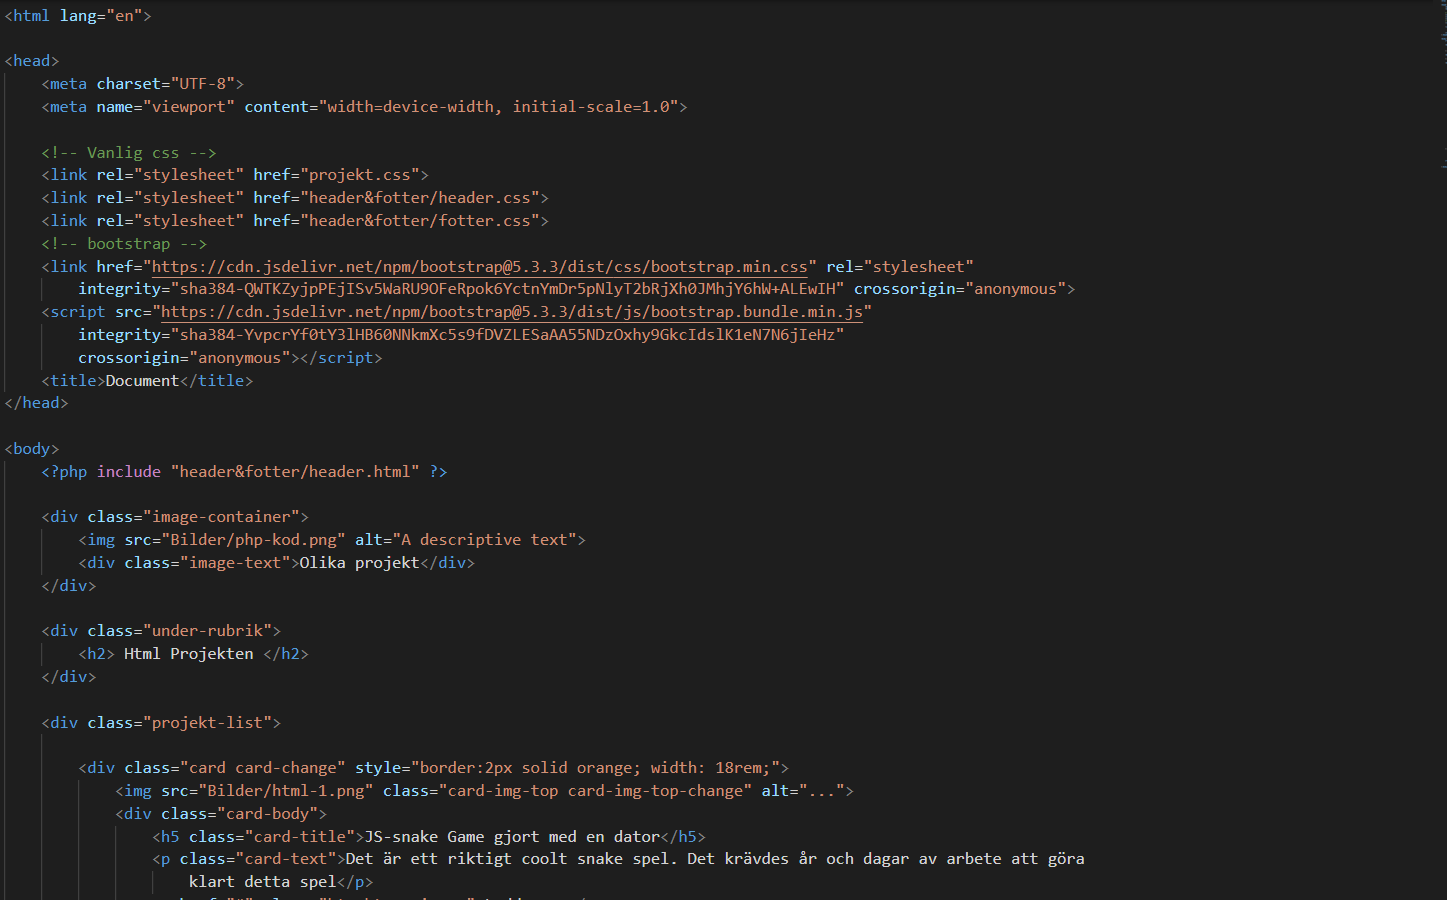 <html lang="en">
<head>
<meta charset="UTF-8">
<meta name="viewport" content="width=device-width, initial-scale=1.0">
<!-- Vanlig css -->
<link rel="stylesheet" href="projekt.css">
<link rel="stylesheet" href="header&fotter/header.css">
<link rel="stylesheet" href="header&fotter/fotter.css">
<!-- bootstrap -->
<link href="https://cdn.jsdelivr.net/npm/bootstrap@5.3.3/dist/css/bootstrap.min.css" rel="stylesheet"
integrity="sha384-QWTKZyjpPEjISv5WaRU9OFeRpok6YctnYmDr5pNlyT2bRjXh0JMhjY6hW+ALEwIH" crossorigin="anonymous">
<script src="https://cdn.jsdelivr.net/npm/bootstrap@5.3.3/dist/js/bootstrap.bundle.min.js"
integrity="sha384-YvpcrYf0tY3lHB60NNkmXc5s9fDVZLESaAA55NDzOxhy9GkcIdslK1eN7N6jIeHz"
crossorigin="anonymous"></script>
<title>Document</title>
</head>
<body>
<?php include "header&fotter/header.html" ?>
<div class="image-container">
<img src="Bilder/php-kod.png" alt="A descriptive text">
<div class="image-text">Olika projekt</div>
</div>
<div class="under-rubrik">
<h2> Html Projekten </h2>
</div>
<div class="projekt-list">
<div class="card card-change" style="border:2px solid orange; width: 18rem;">
<img src="Bilder/html-1.png" class="card-img-top card-img-top-change" alt="...">
<div class="card-body">
<h5 class="card-title">JS-snake Game gjort med en dator</h5>
<p class="card-text">Det är ett riktigt coolt snake spel. Det krävdes år och dagar av arbete att göra
klart detta spel</p>